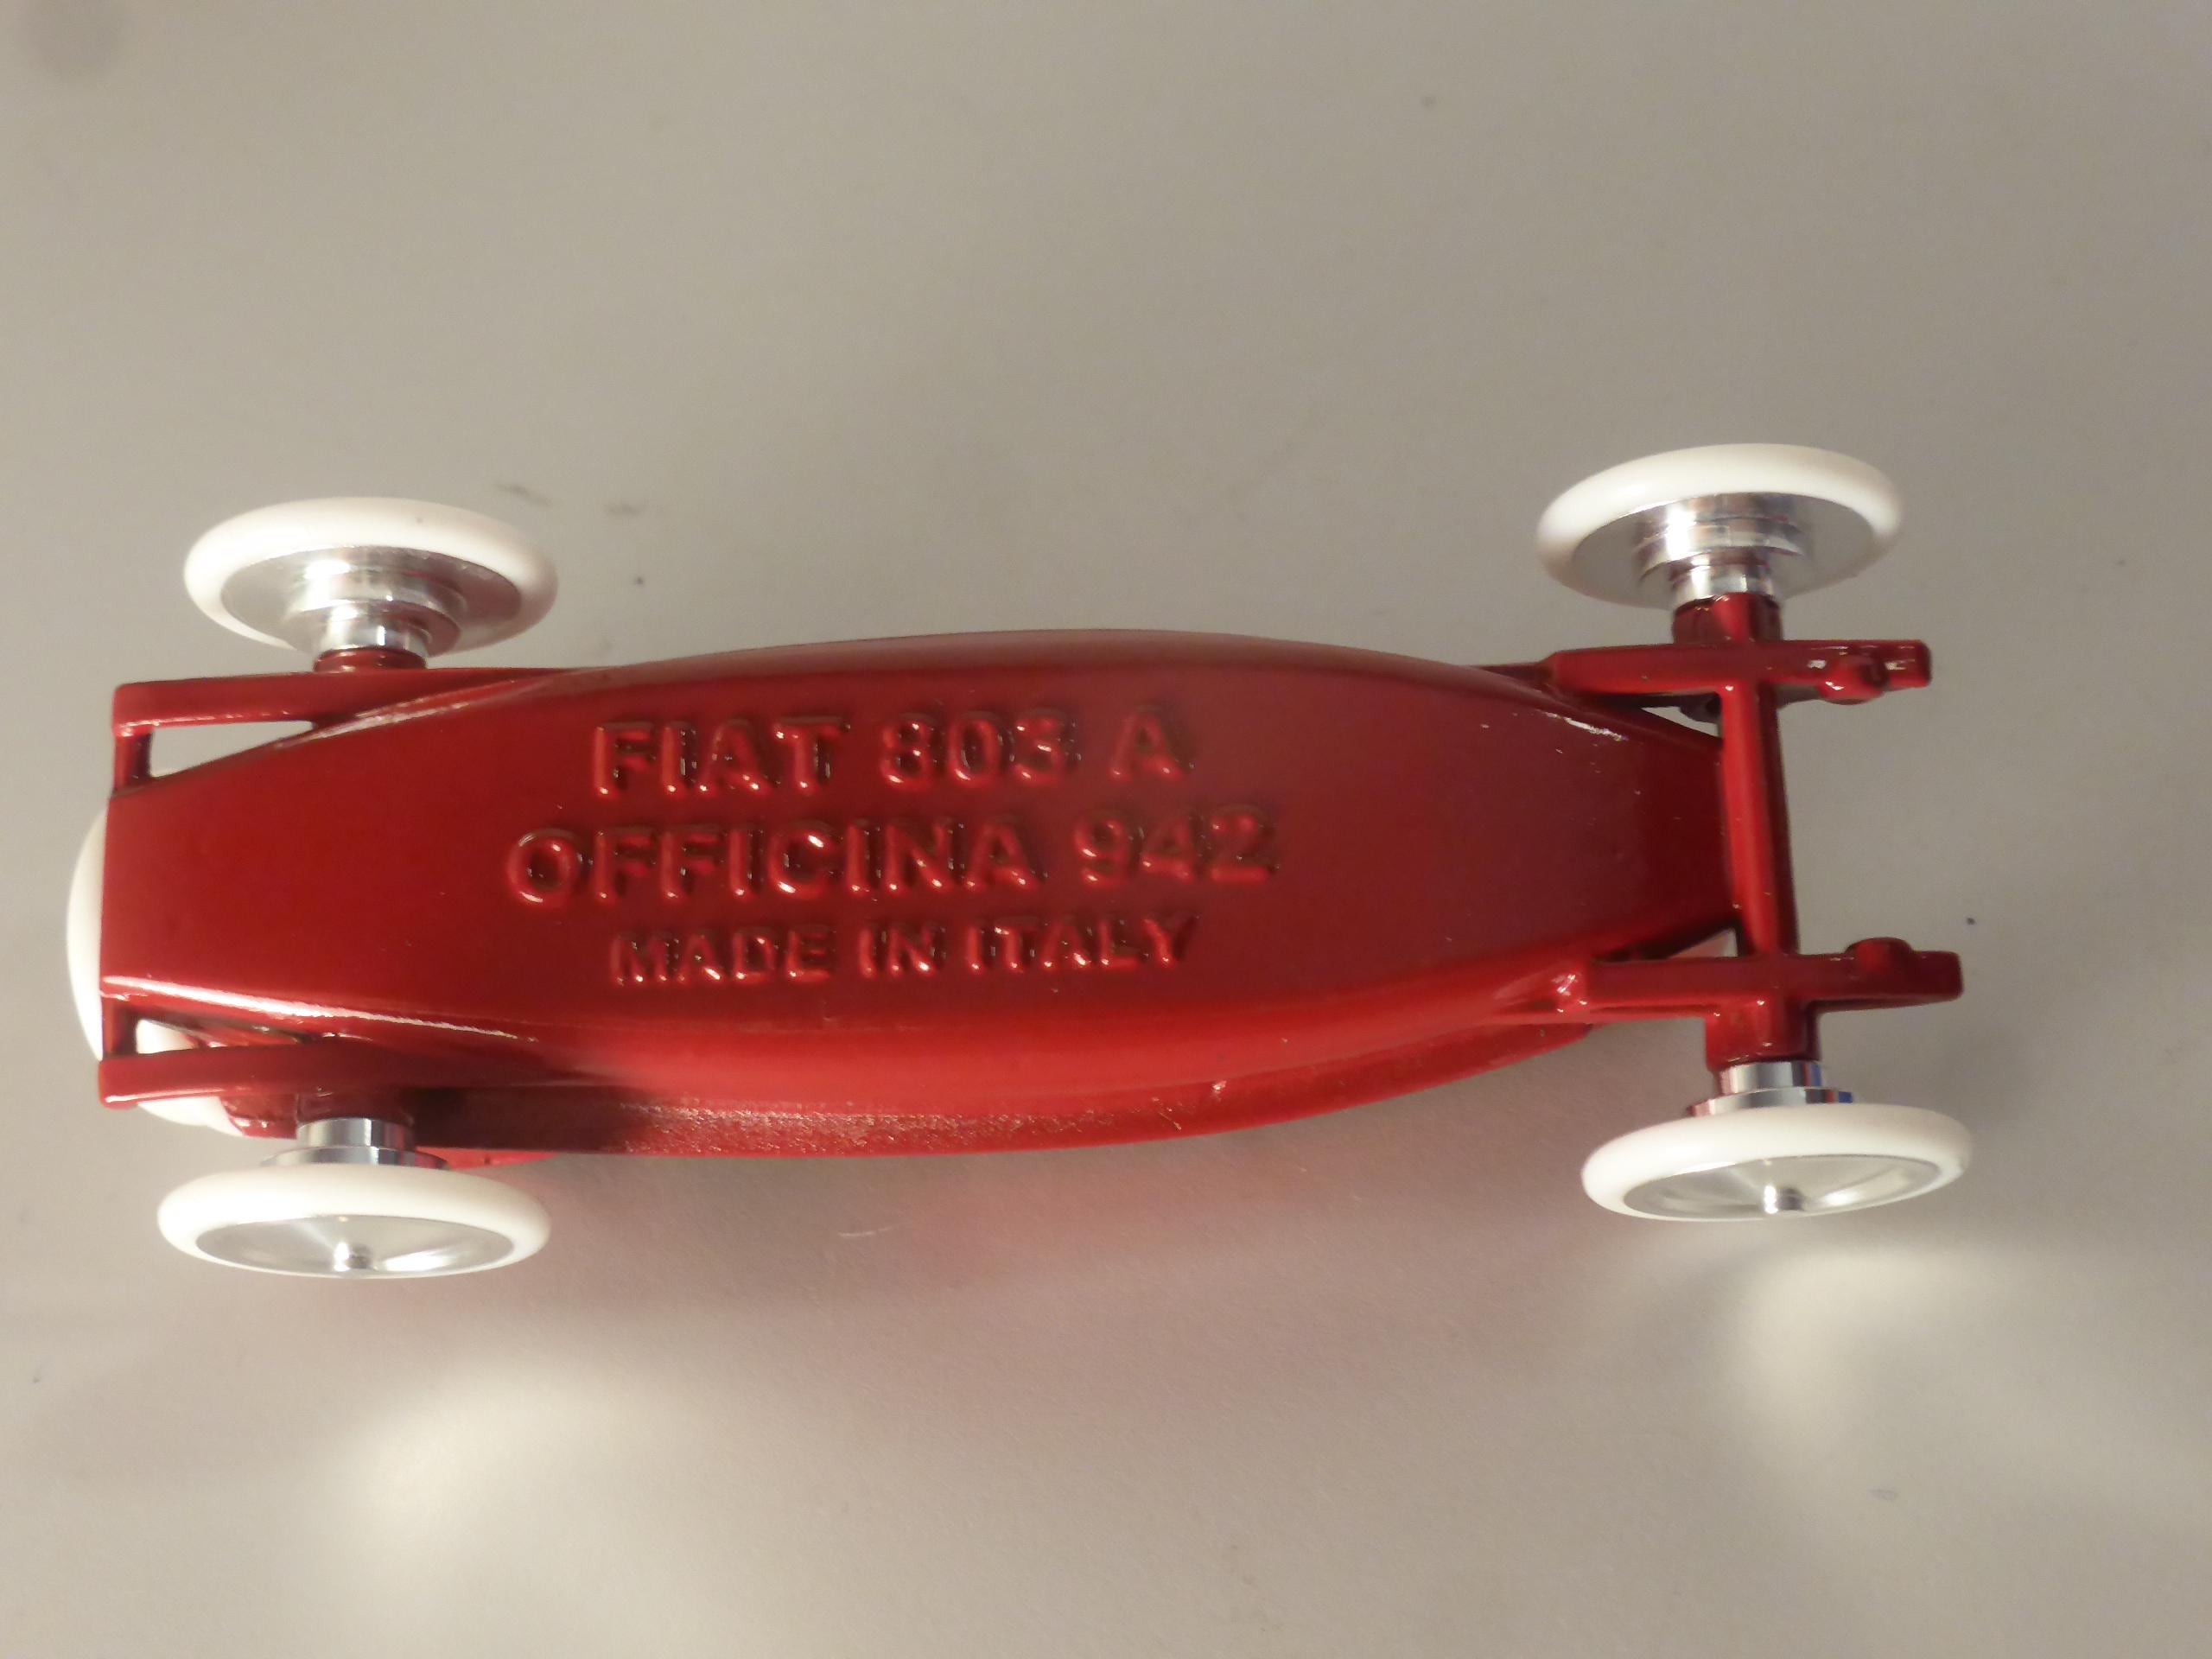 FIAT 803 A
OFFICINA 942
MADE IN ITALY